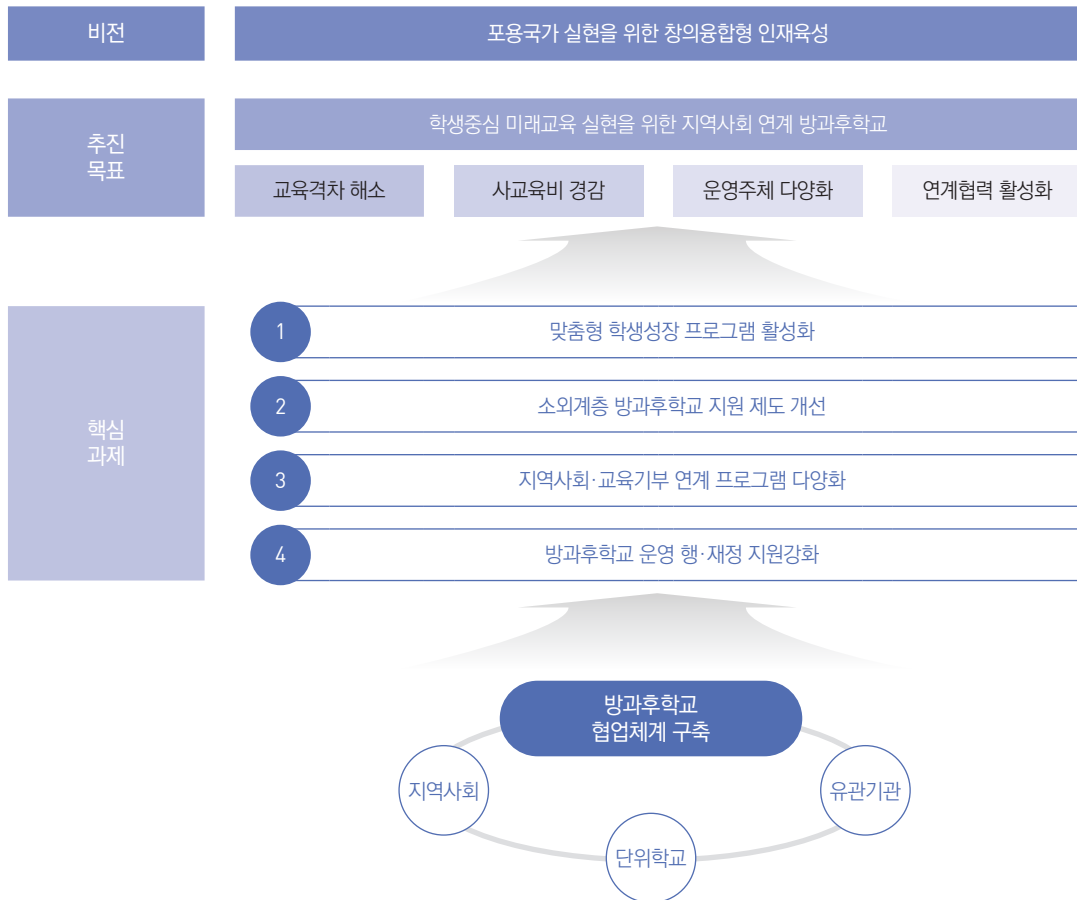 비전
포용국가 실현을 위한 창의융합형 인재육성
추진
목표
학생중심 미래교육 실현을 위한 지역사회 연계 방과후학교
교육격차 해소
사교육비 경감
운영주체 다양화
연계협력 활성화
핵심
과제
1
맞춤형 학생성장 프로그램 활성화
2
소외계층 방과후학교 지원 제도 개선
3
지역사회·교육기부 연계 프로그램 다양화
4
방과후학교 운영 행·재정 지원강화
방과후학교
협업체계 구축
지역사회
유관기관
단위학교